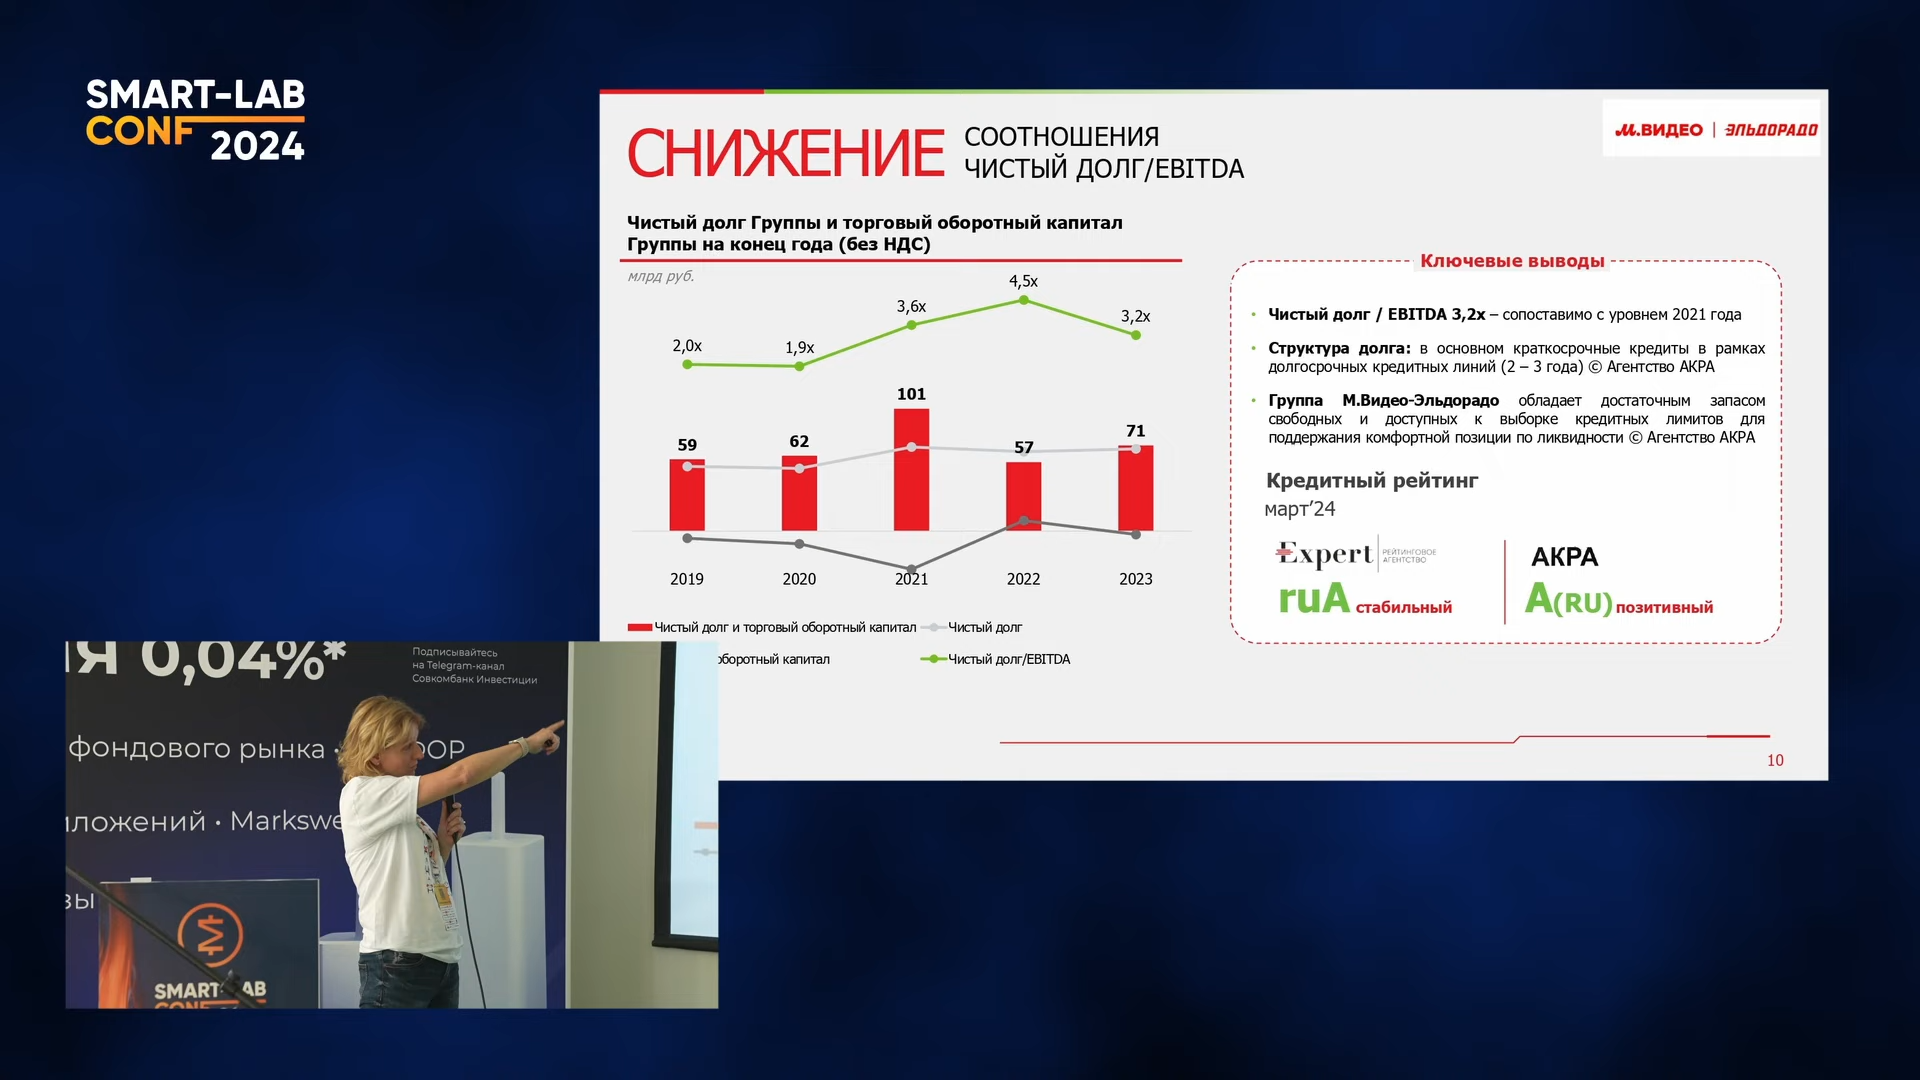 SMART-LAB
CONF
2024
СНИЖЕНИЕ
СООТНОШЕНИЯ
ЧИСТЫЙ ДОЛГ/EBITDA
М.ВИДЕО | ЭЛЬДОРАДО
Чистый долг Группы и торговый оборотный капитал
Группы на конец года (без НДС)
млрд руб.
2,0x
1,9x
3,6x
4,5x
3,2x
59
62
101
57
71
2019
2020
2021
2022
2023
Чистый долг и торговый оборотный капитал
Чистый долг
оборотный капитал
Чистый долг/EBITDA
Ключевые выводы
• Чистый долг / EBITDA 3,2x – сопоставимо с уровнем 2021 года
• Структура долга: в основном краткосрочные кредиты в рамках
долгосрочных кредитных линий (2 – 3 года) © Агентство АКРА
• Группа М.Видео-Эльдорадо обладает достаточным запасом
свободных и доступных к выборке кредитных лимитов для
поддержания комфортной позиции по ликвидности © Агентство АКРА
Кредитный рейтинг
март’24
Expert
РЕЙТИНГОВОЕ
АГЕНТСТВО
ruA стабильный
АКРА
A(RU) позитивный
10
0,04%*
Подписывайтесь
на Telegram-канал
Совкомбанк Инвестиции
фондового рынка •
SMART-LAB
CONF